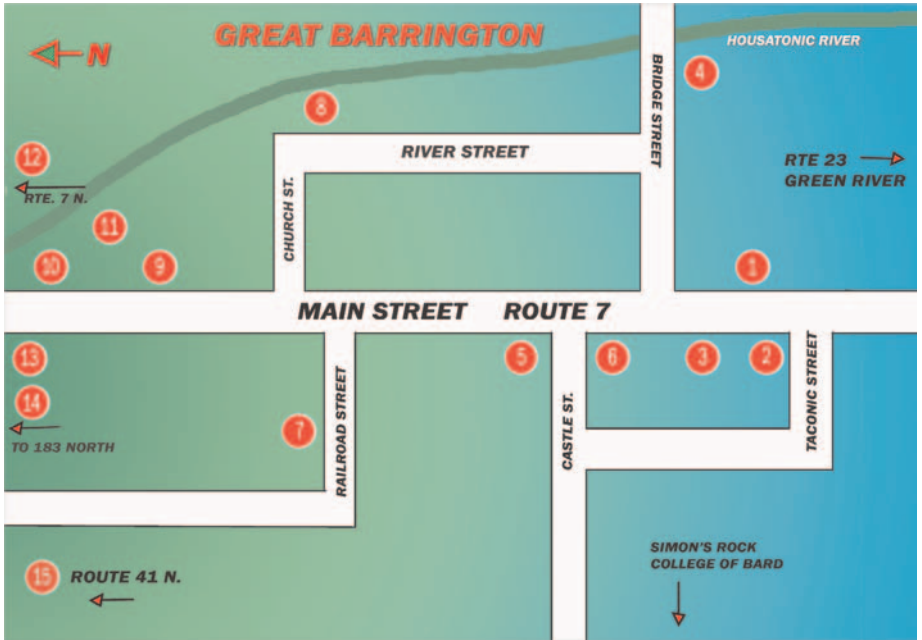 GREAT BARRINGTON
N
HOUSATONIC RIVER
BRIDGE STREET
4
8
RIVER STREET
12
RTE 23
GREEN RIVER
RTE. 7 N.
CHURCH ST.
11
10
9
1
MAIN STREET ROUTE 7
13
5
6
3
2
14
TO 183 NORTH
7
RAILROAD STREET
CASTLE ST.
TACONIC STREET
15
ROUTE 41 N.
SIMON'S ROCK
COLLEGE OF BARD